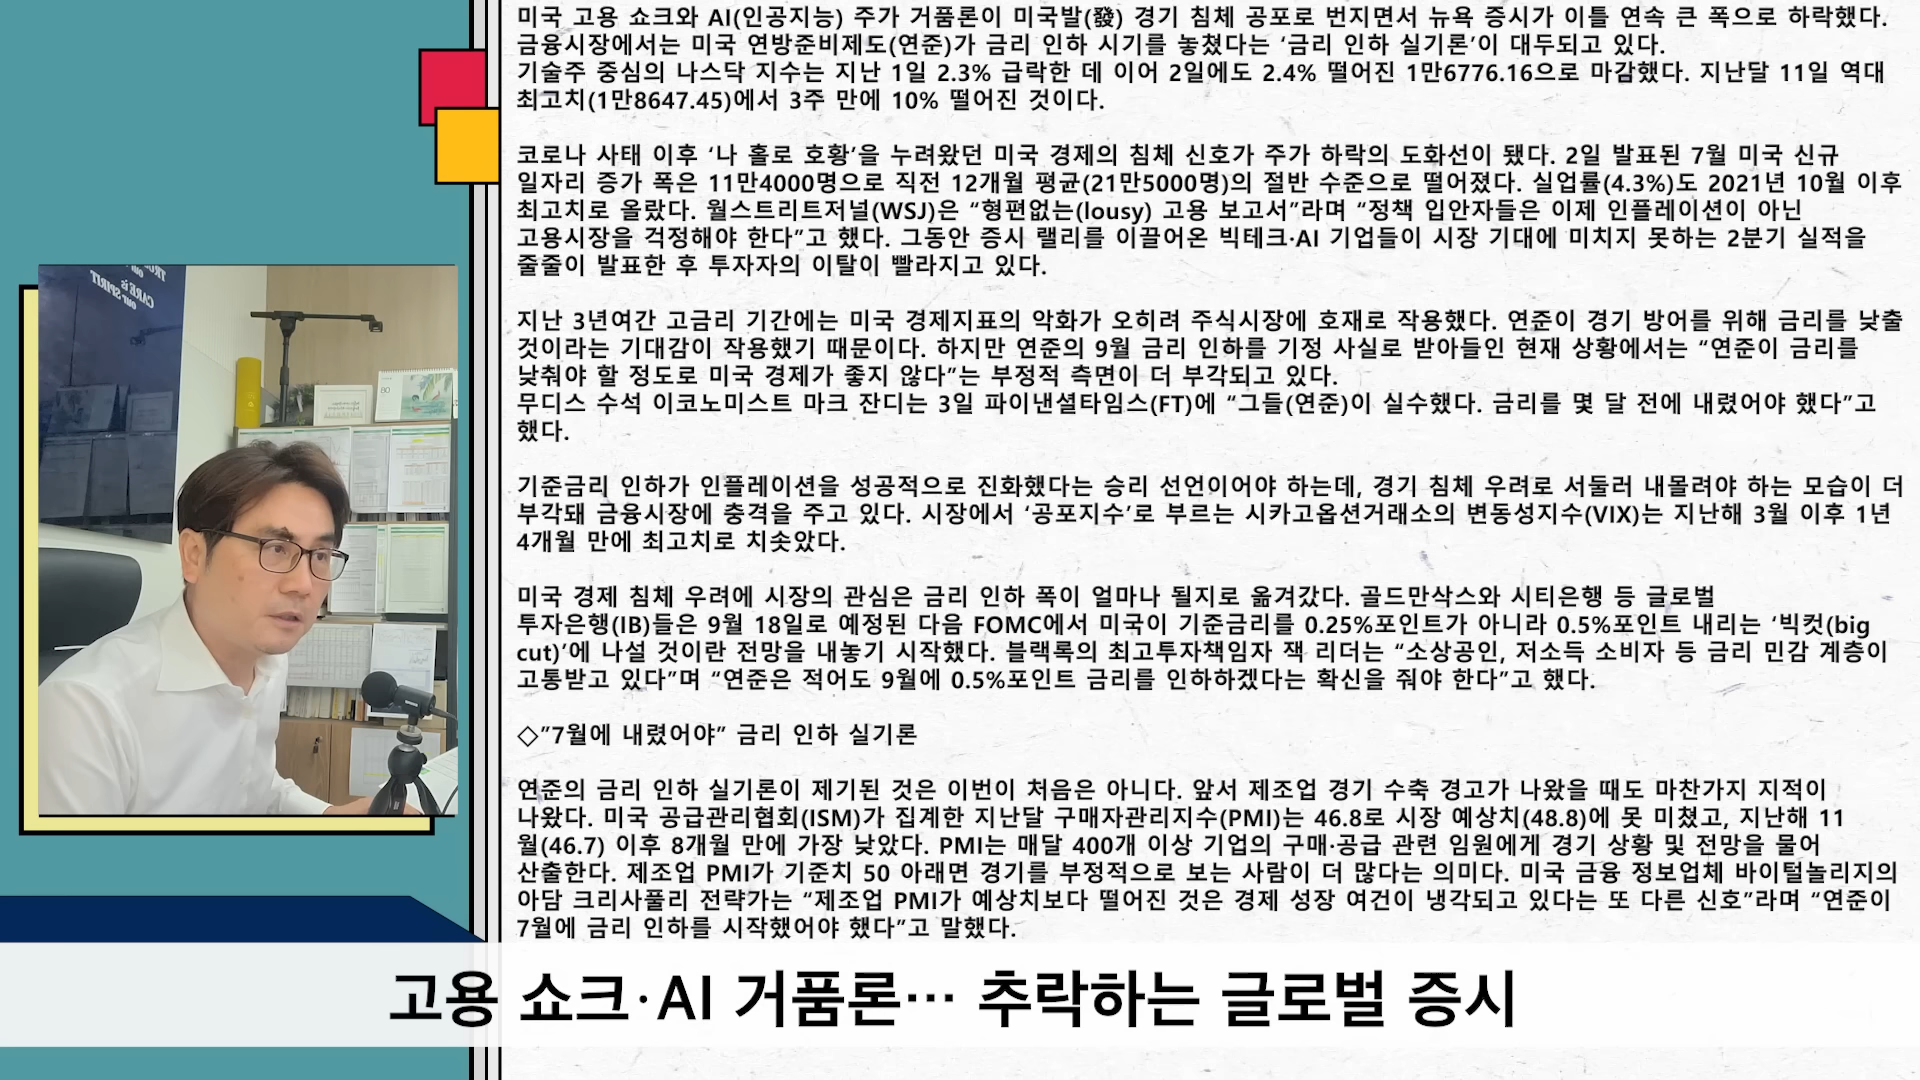 미국 고용 쇼크와 AI(인공지능) 주가 거품론이 미국발(發) 경기 침체 공포로 번지면서 뉴욕 증시가 이틀 연속 큰 폭으로 하락했다.
금융시장에서는 미국 연방준비제도(연준)가 금리 인하 시기를 놓쳤다는 ‘금리 인하 실기론’이 대두되고 있다.
기술주 중심의 나스닥 지수는 지난 1일 2.3% 급락한 데 이어 2일에도 2.4% 떨어진 1만6776.16으로 마감했다. 지난달 11일 역대
최고치(1만8647.45)에서 3주 만에 10% 떨어진 것이다.
코로나 사태 이후 ‘나 홀로 호황’을 누려왔던 미국 경제의 침체 신호가 주가 하락의 도화선이 됐다. 2일 발표된 7월 미국 신규
일자리 증가 폭은 11만4000명으로 직전 12개월 평균(21만5000명)의 절반 수준으로 떨어졌다. 실업률(4.3%)도 2021년 10월 이후
최고치로 올랐다. 월스트리트저널(WSJ)은 “형편없는(lousy) 고용 보고서”라며 “정책 입안자들은 이제 인플레이션이 아닌
고용시장을 걱정해야 한다”고 했다. 그동안 증시 랠리를 이끌어온 빅테크·AI 기업들이 시장 기대에 미치지 못하는 2분기 실적을
줄줄이 발표한 후 투자자의 이탈이 빨라지고 있다.
지난 3년여간 고금리 기간에는 미국 경제지표의 악화가 오히려 주식시장에 호재로 작용했다. 연준이 경기 방어를 위해 금리를 낮출
것이라는 기대감이 작용했기 때문이다. 하지만 연준의 9월 금리 인하를 기정 사실로 받아들인 현재 상황에서는 “연준이 금리를
낮춰야 할 정도로 미국 경제가 좋지 않다”는 부정적 측면이 더 부각되고 있다.
무디스 수석 이코노미스트 마크 잔디는 3일 파이낸셜타임스(FT)에 “그들(연준)이 실수했다. 금리를 몇 달 전에 내렸어야 했다”고
했다.
기준금리 인하가 인플레이션을 성공적으로 진화했다는 승리 선언이어야 하는데, 경기 침체 우려로 서둘러 내몰려야 하는 모습이 더
부각돼 금융시장에 충격을 주고 있다. 시장에서 ‘공포지수’로 부르는 시카고옵션거래소의 변동성지수(VIX)는 지난해 3월 이후 1년
4개월 만에 최고치로 치솟았다.
미국 경제 침체 우려에 시장의 관심은 금리 인하 폭이 얼마나 될지로 옮겨갔다. 골드만삭스와 시티은행 등 글로벌
투자은행(IB)들은 9월 18일로 예정된 다음 FOMC에서 미국이 기준금리를 0.25%포인트가 아니라 0.5%포인트 내리는 ‘빅컷(big
cut)’에 나설 것이란 전망을 내놓기 시작했다. 블랙록의 최고투자책임자 잭 리더는 “소상공인, 저소득 소비자 등 금리 민감 계층이
고통받고 있다”며 “연준은 적어도 9월에 0.5%포인트 금리를 인하하겠다는 확신을 줘야 한다”고 했다.
◇”7월에 내렸어야” 금리 인하 실기론
연준의 금리 인하 실기론이 제기된 것은 이번이 처음은 아니다. 앞서 제조업 경기 수축 경고가 나왔을 때도 마찬가지 지적이
나왔다. 미국 공급관리협회(ISM)가 집계한 지난달 구매자관리지수(PMI)는 46.8로 시장 예상치(48.8)에 못 미쳤고, 지난해 11
월(46.7) 이후 8개월 만에 가장 낮았다. PMI는 매달 400개 이상 기업의 구매·공급 관련 임원에게 경기 상황 및 전망을 물어
산출한다. 제조업 PMI가 기준치 50 아래면 경기를 부정적으로 보는 사람이 더 많다는 의미다. 미국 금융 정보업체 바이털놀리지의
아담 크리사풀리 전략가는 “제조업 PMI가 예상치보다 떨어진 것은 경제 성장 여건이 냉각되고 있다는 또 다른 신호”라며 “연준이
7월에 금리 인하를 시작했어야 했다”고 말했다.
고용 쇼크·AI 거품론… 추락하는 글로벌 증시